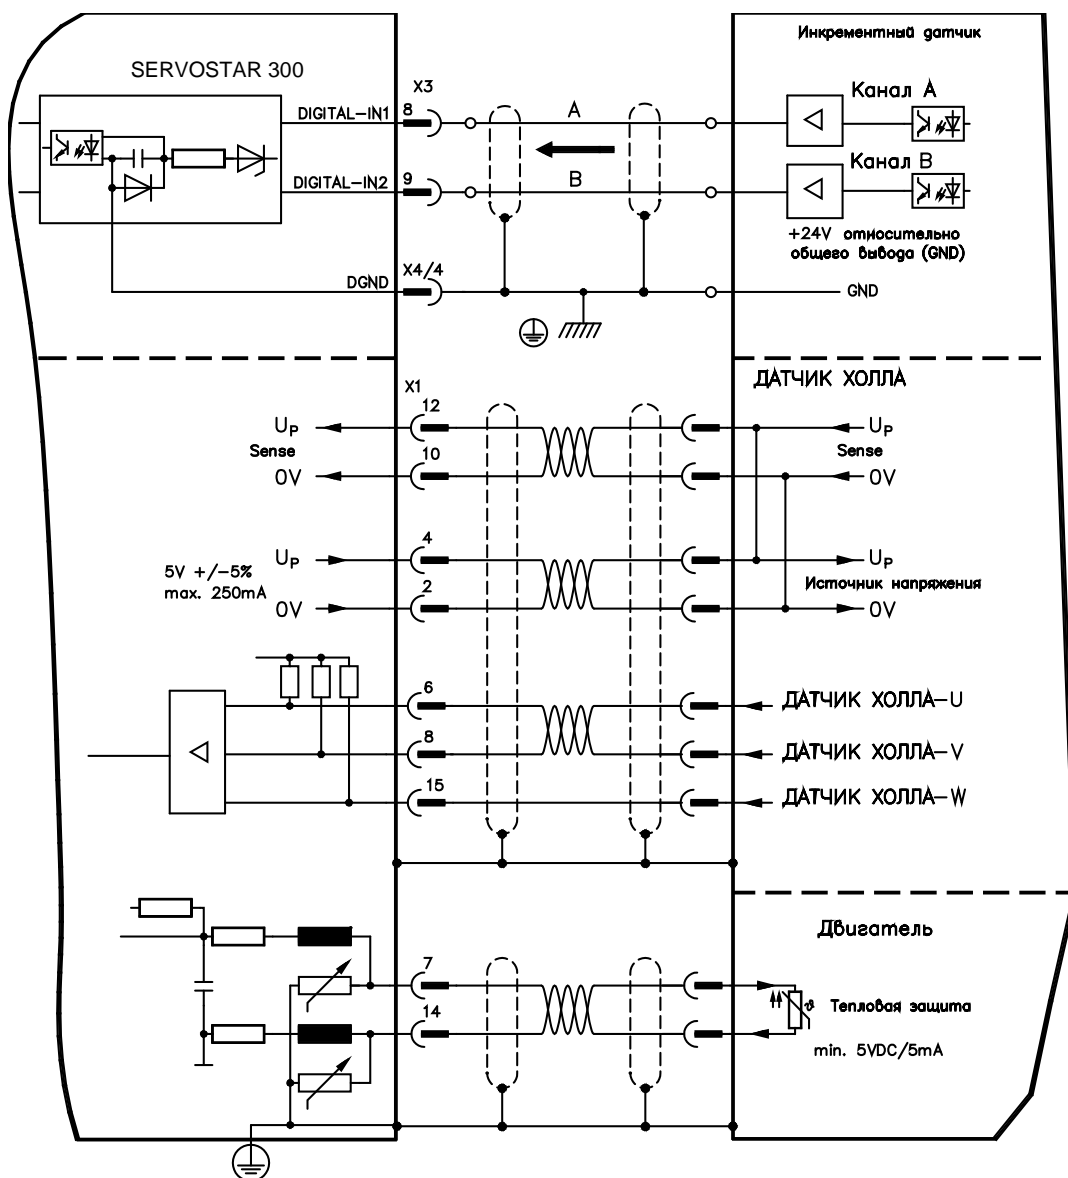 Инкрементный датчик
SERVOSTAR 300
X3
DIGITAL-IN1
8
A
Канал A
DIGITAL-IN2
9
B
Канал B
+24V относительно
общего вывода (GND)
X4/4
DGND
GND
ДАТЧИК ХОЛЛА
X1
12
UP
UP
Sense
Sense
10
0V
0V
4
UP
UP
5V +/-5%
max. 250mA
Источник напряжения
2
0V
0V
6
ДАТЧИК ХОЛЛА-U
8
ДАТЧИК ХОЛЛА-V
15
ДАТЧИК ХОЛЛА-W
Двигатель
7
ϑ
Тепловая защита
14
min. 5VDC/5mA